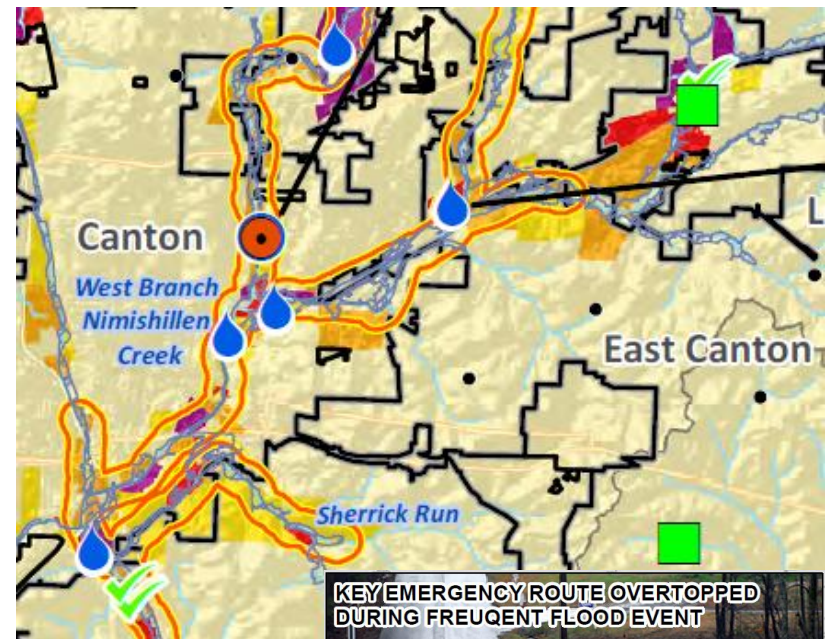 Canton
L
West Branch
Nimishillen
Creek
East Canton
Sherrick Run
KEY EMERGENCY ROUTE OVERTOPPED
DURING FREUQENT FLOOD EVENT